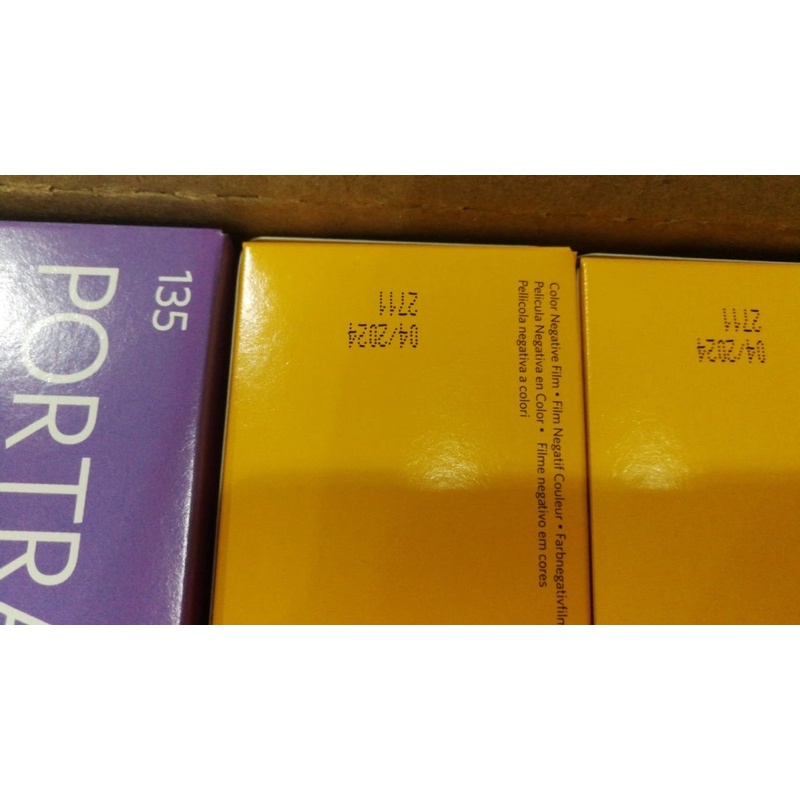 135
PORTRA
2711
04/2024
Color Negative Film • Film Negatif Couleur • Farbnegativfilm
Película Negativa en Color • Filme negativo em cores
Pellicola negativa a colori
2711
04/2024